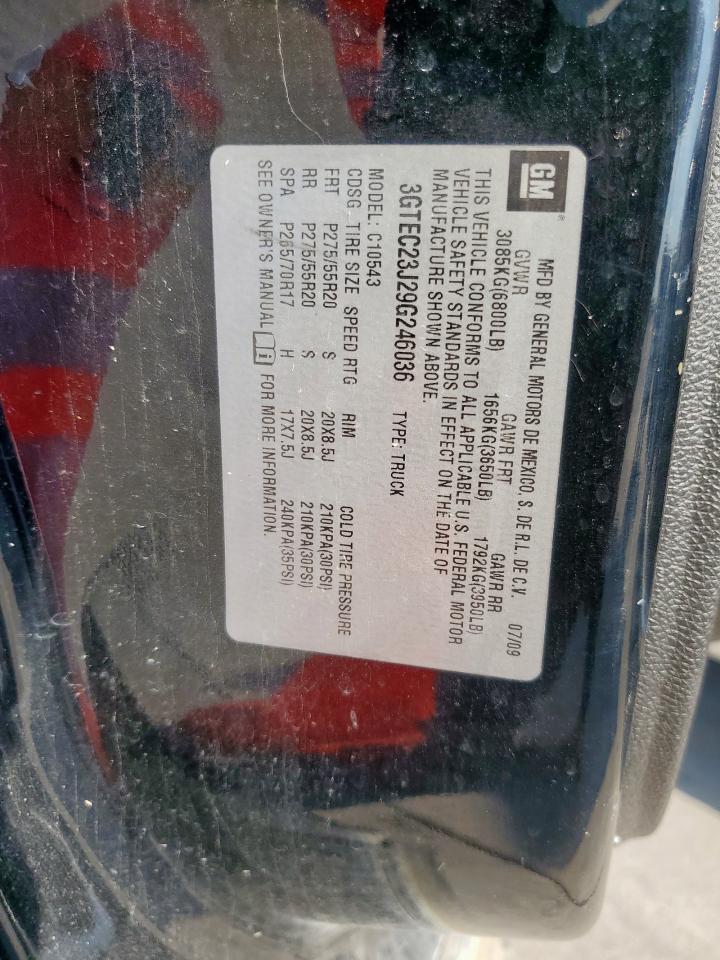 GM®
MFD BY GENERAL MOTORS DE MEXICO, S. DE R.L. DE C.V. 07/09
GVWR GAWR FRT GAWR RR
3085KG(6800LB) 1656KG(3650LB) 1792KG(3950LB)
THIS VEHICLE CONFORMS TO ALL APPLICABLE U.S. FEDERAL MOTOR
VEHICLE SAFETY STANDARDS IN EFFECT ON THE DATE OF
MANUFACTURE SHOWN ABOVE.
3GTEC23J29G246036 TYPE: TRUCK
MODEL: C10543
CDSG TIRE SIZE SPEED RTG RIM COLD TIRE PRESSURE
FRT P275/55R20 S 20X8.5J 210KPA(30PSI)
RR P275/55R20 S 20X8.5J 210KPA(30PSI)
SPA P265/70R17 H 17X7.5J 240KPA(35PSI)
SEE OWNER'S MANUAL i FOR MORE INFORMATION.